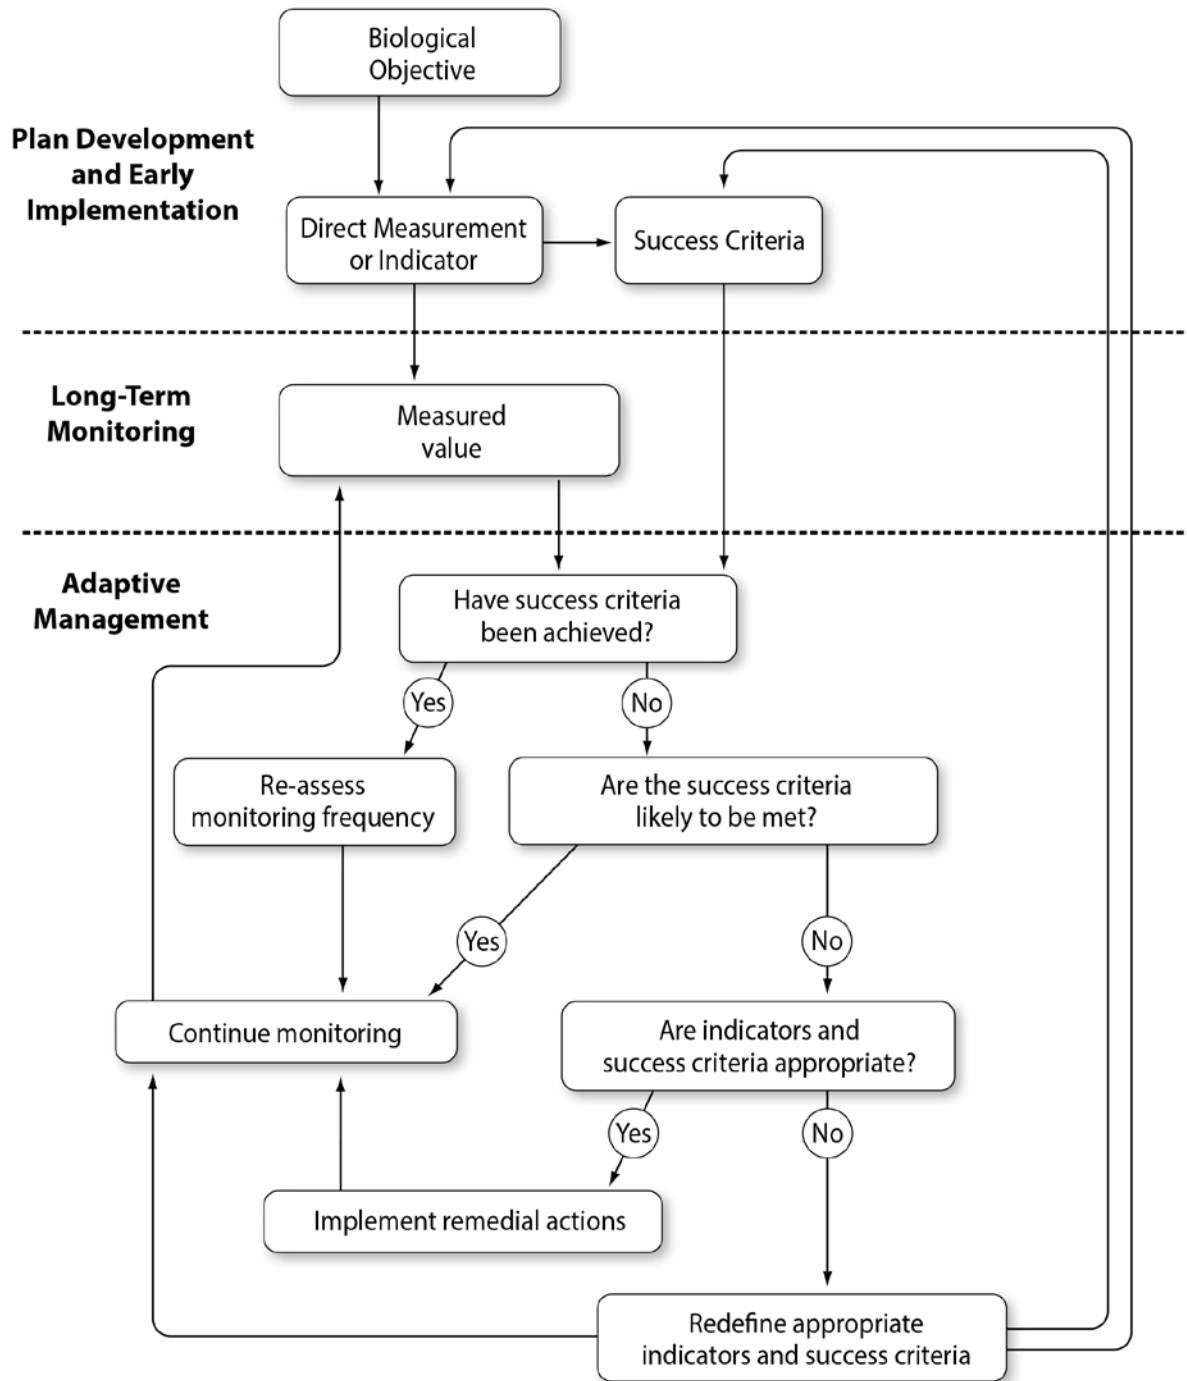 Biological
Objective
Plan Development
and Early
Implementation
Direct Measurement
or Indicator
Success Criteria
Long-Term
Monitoring
Measured
value
Adaptive
Management
Have success criteria
been achieved?
Yes
No
Re-assess
monitoring frequency
Are the success criteria
likely to be met?
Yes
No
Continue monitoring
Are indicators and
success criteria appropriate?
Yes
No
Implement remedial actions
Redefine appropriate
indicators and success criteria